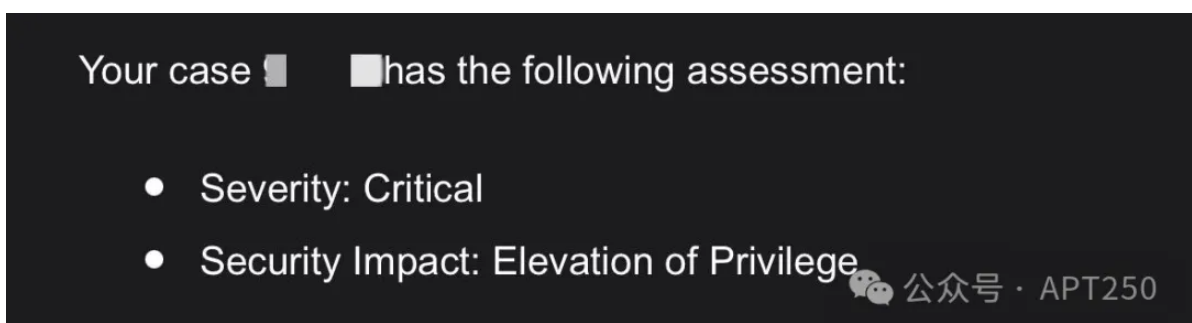 Your case has the following assessment:
Severity: Critical
Security Impact: Elevation of Privilege
公众号 · APT250